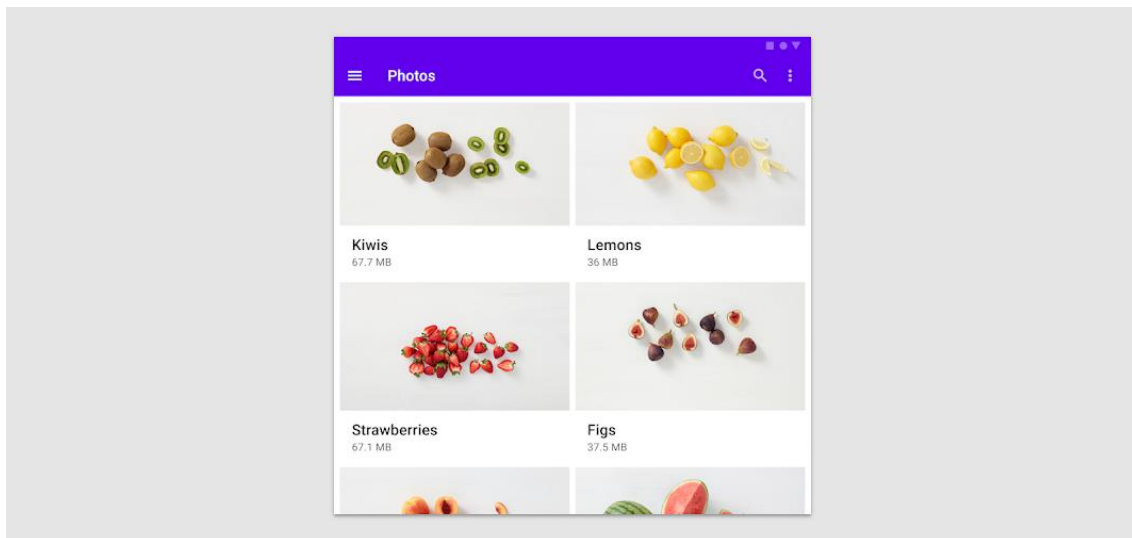 Photos
Kiwis
67.7 MB
Lemons
36 MB
Strawberries
67.1 MB
Figs
37.5 MB